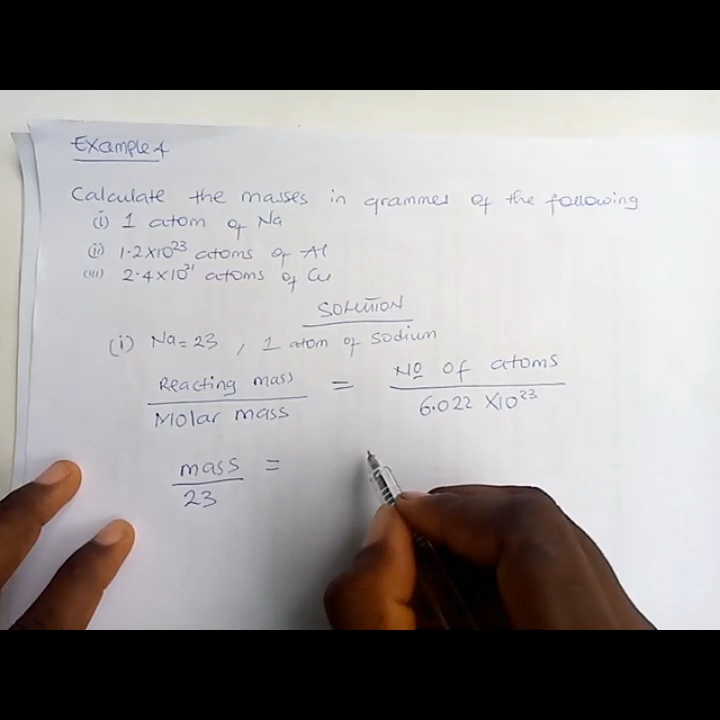 Example 4
Calculate the masses in grammes of the following
(i) 1 atom of Na
(ii) 1.2×10²³ atoms of Al
(iii) 2.4×10³¹ atoms of Cu
SOLUTION
(i) Na = 23 , 1 atom of sodium
Reacting mass / Molar mass = No of atoms / 6.022 ×10²³
mass / 23 =